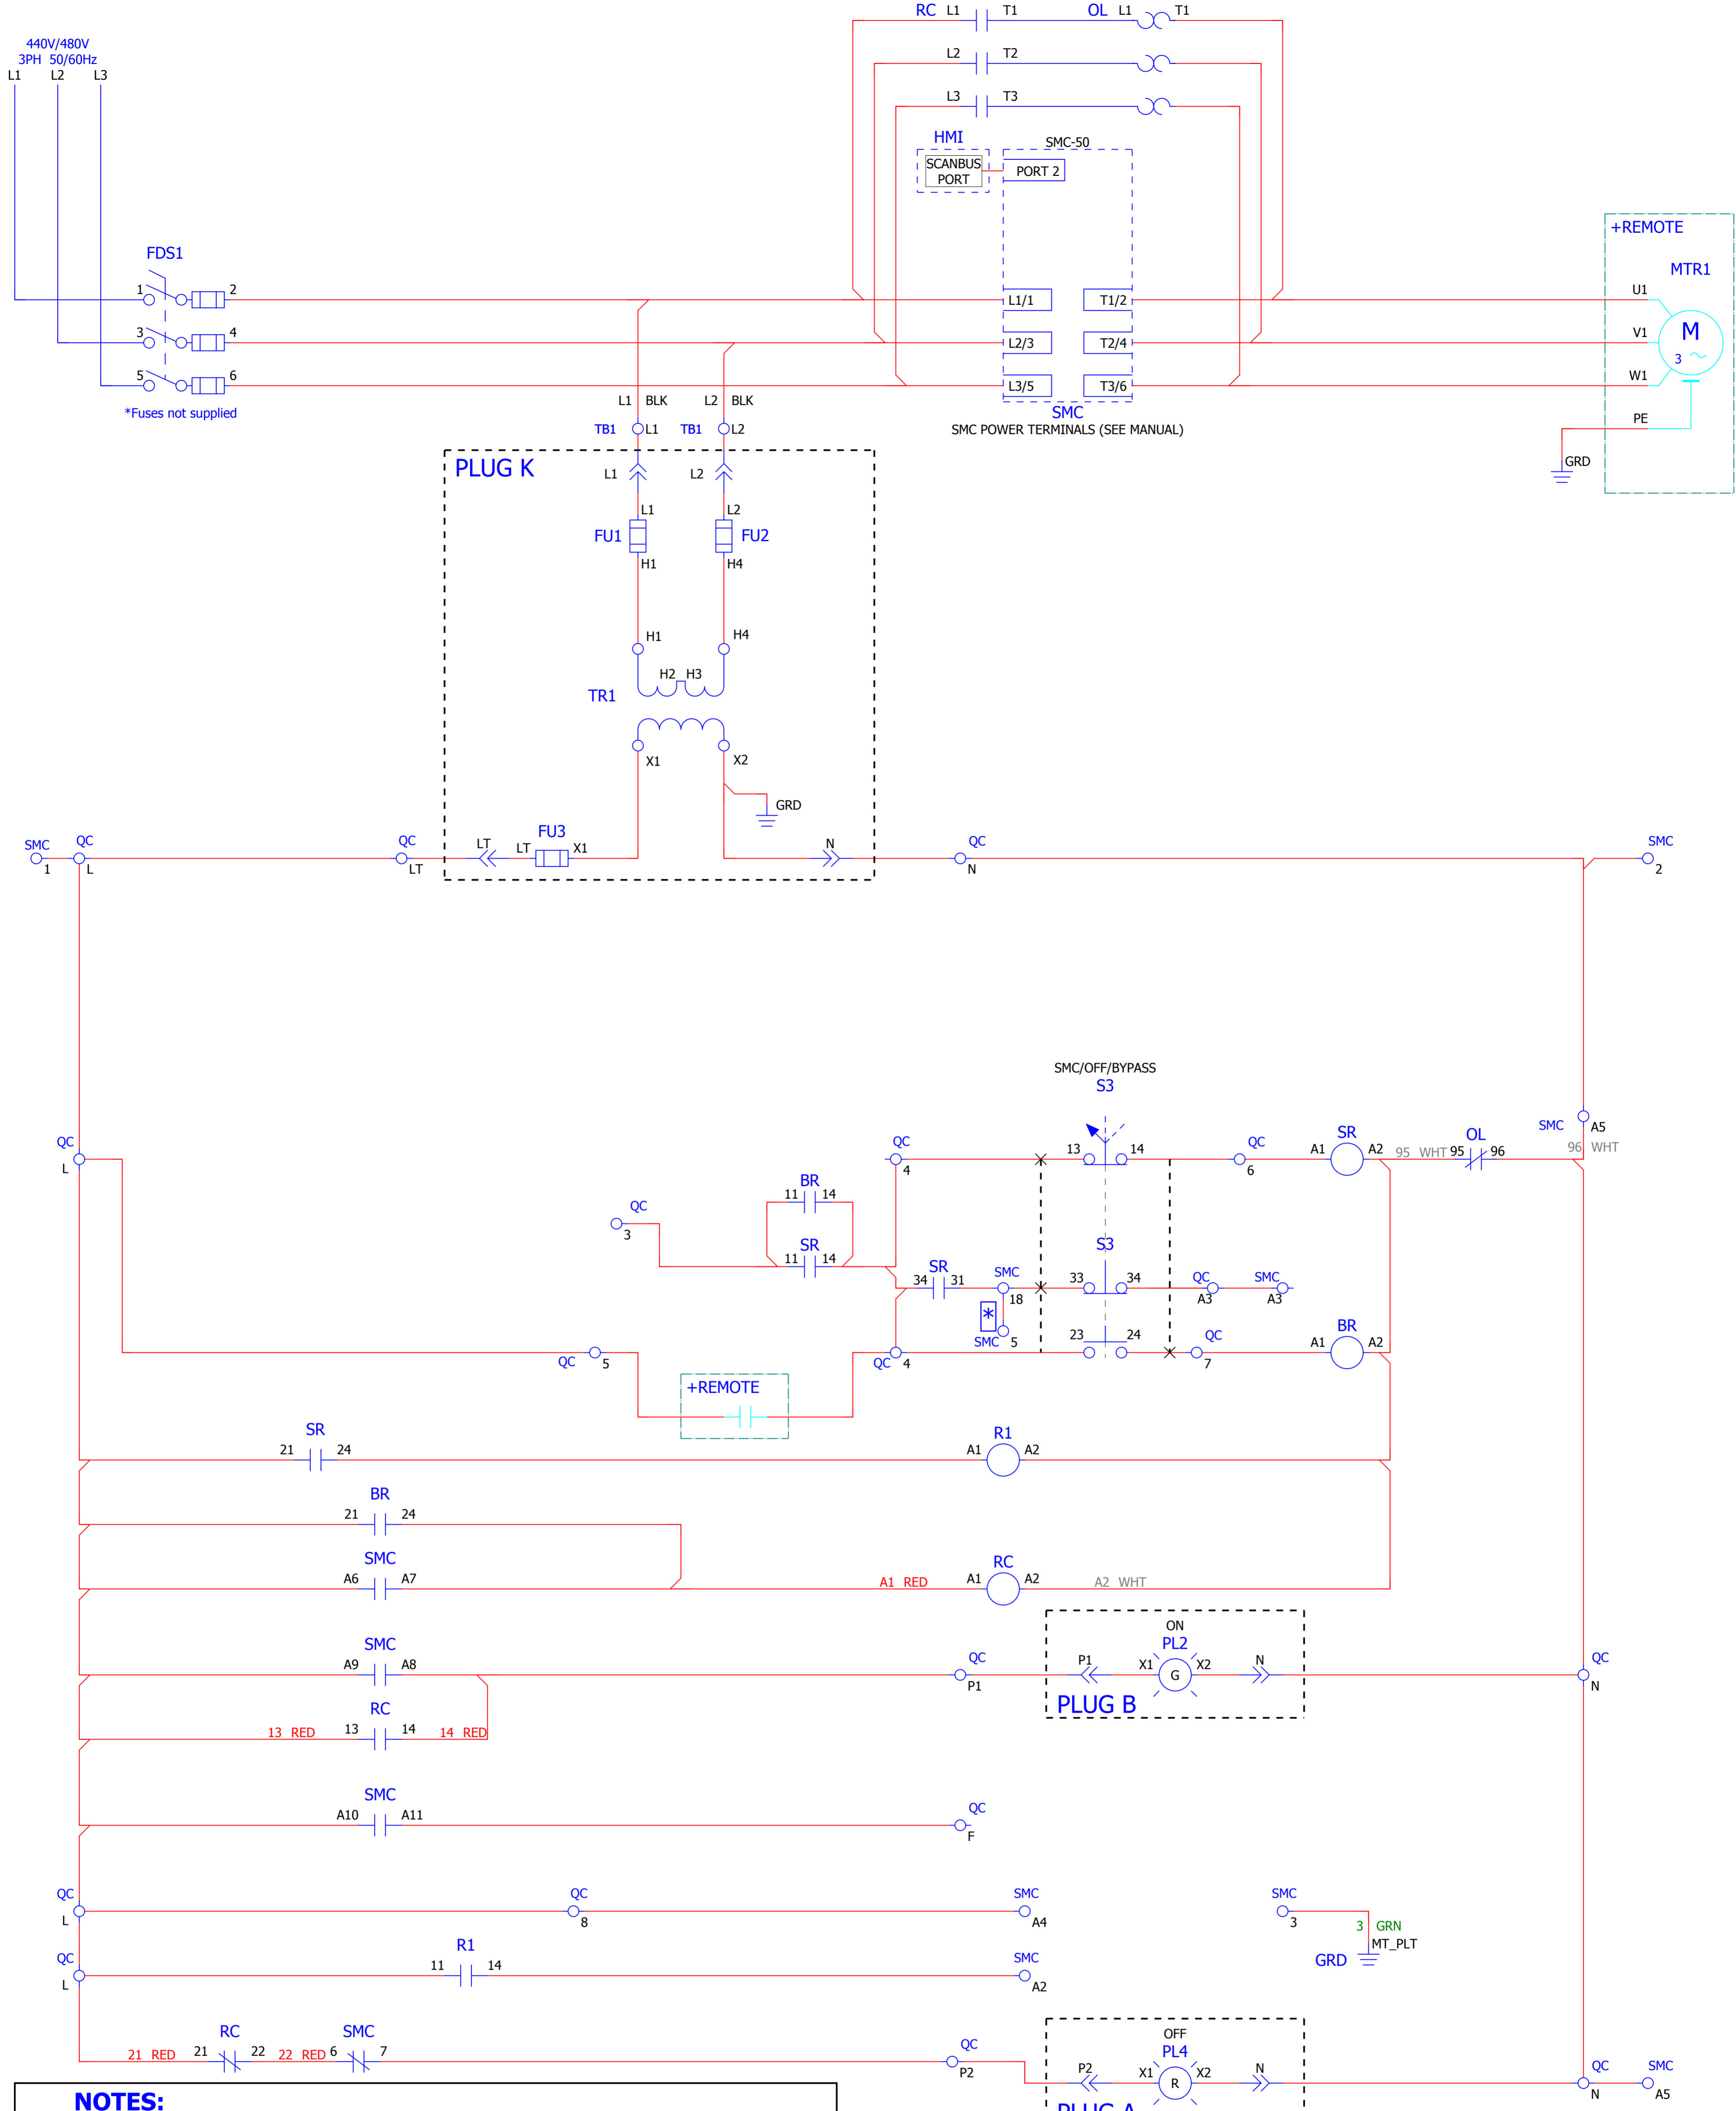 RC L1 T1 OL L1 T1
440V/480V
3PH 50/60Hz
L1 L2 L3
L2 T2
L3 T3
HMI
SMC-50
SCANBUS
PORT
PORT 2
+REMOTE
MTR1
FDS1
1 2
L1/1 T1/2
U1
3 4
L2/3 T2/4
V1
M
3
5 6
L3/5 T3/6
W1
*Fuses not supplied
L1 BLK L2 BLK
SMC
SMC POWER TERMINALS (SEE MANUAL)
PE
TB1 L1 TB1 L2
GRD
PLUG K
L1 L2
L1 L2
FU1 FU2
H1 H4
H1 H4
H2 H3
TR1
X1 X2
GRD
SMC QC QC FU3 QC SMC
LT LT X1 N
1 L LT N 2
SMC/OFF/BYPASS
S3
SMC A5
QC QC 13 14 QC SR OL
L 4 6 A1 A2 95 WHT 95 96 96 WHT
BR
11 14
QC
3
SR
11 14
S3
SR SMC
34 31 33 34 QC SMC
18 A3 A3
*
SMC 5
23 24 QC BR
A1 A2
QC 5 QC 4 7
+REMOTE
SR R1
21 24 A1 A2
BR
21 24
SMC RC
A6 A7 A1 RED A1 A2 A2 WHT
ON
SMC PL2
A9 A8 QC P1 X1 G X2 N QC
P1 N
PLUG B
RC
13 RED 13 14 14 RED
SMC
A10 A11 QC
F
QC QC SMC SMC
L 8 A4 3
3 GRN
MT_PLT
GRD
QC R1 SMC
L 11 14 A2
RC SMC OFF
21 RED 21 22 22 RED 6 7 QC PL4
P2 P2 X1 R X2 N QC SMC
N A5
NOTES:
PLUG A